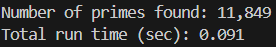 Number of primes found: 11,849
Total run time (sec): 0.091